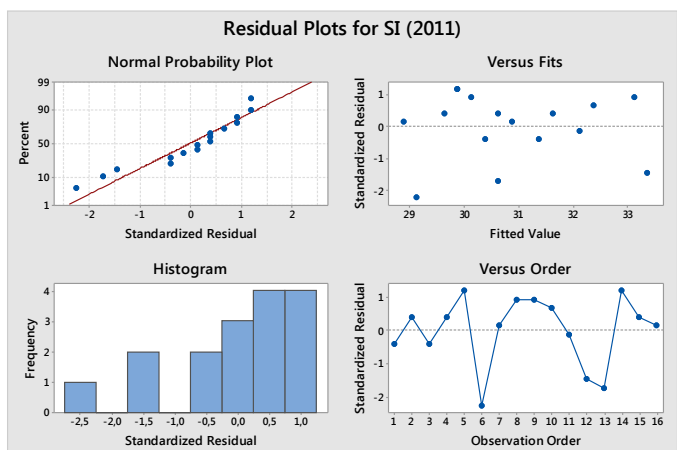 Residual Plots for SI (2011)
Normal Probability Plot
99
90
50
10
1
Percent
-2 -1 0 1 2
Standardized Residual
Versus Fits
1
0
-1
-2
Standardized Residual
29 30 31 32 33
Fitted Value
Histogram
4
3
2
1
0
Frequency
-2,5 -2,0 -1,5 -1,0 -0,5 0,0 0,5 1,0
Standardized Residual
Versus Order
1
0
-1
-2
Standardized Residual
1 2 3 4 5 6 7 8 9 10 11 12 13 14 15 16
Observation Order